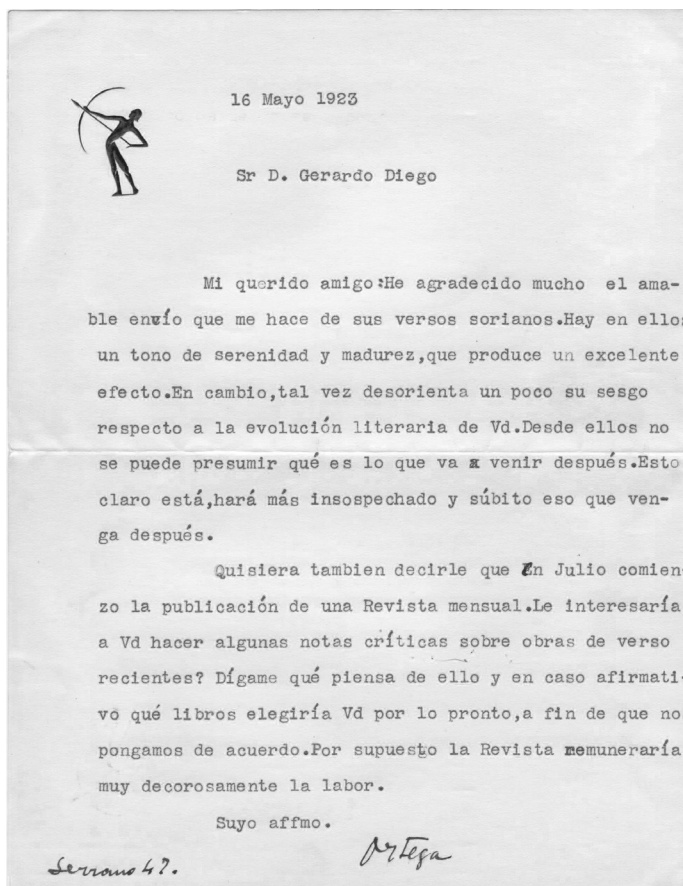 16 Mayo 1923
Sr D. Gerardo Diego
Mi querido amigo:He agradecido mucho el ama-
ble envío que me hace de sus versos sorianos.Hay en ellos
un tono de serenidad y madurez,que produce un excelente
efecto.En cambio,tal vez desorienta un poco su sesgo
respecto a la evolución literaria de Vd.Desde ellos no
se puede presumir qué es lo que va a venir después.Esto
claro está,hará más insospechado y súbito eso que ven-
ga después.
Quisiera tambien decirle que en Julio comien-
zo la publicación de una Revista mensual.Le interesaría
a Vd hacer algunas notas críticas sobre obras de verso
recientes? Dígame qué piensa de ello y en caso afirmati-
vo qué libros elegiría Vd por lo pronto,a fin de que no
pongamos de acuerdo.Por supuesto la Revista remuneraría
muy decorosamente la labor.
Suyo affmo.
Ortega
Serrano 47.